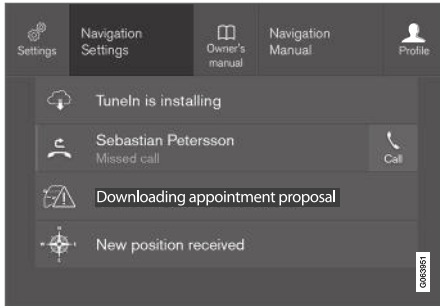 Settings
Navigation
Settings
Owner's
manual
Navigation
Manual
Profile
TuneIn is installing
Sebastian Petersson
Missed call
Call
Downloading appointment proposal
New position received
G063951